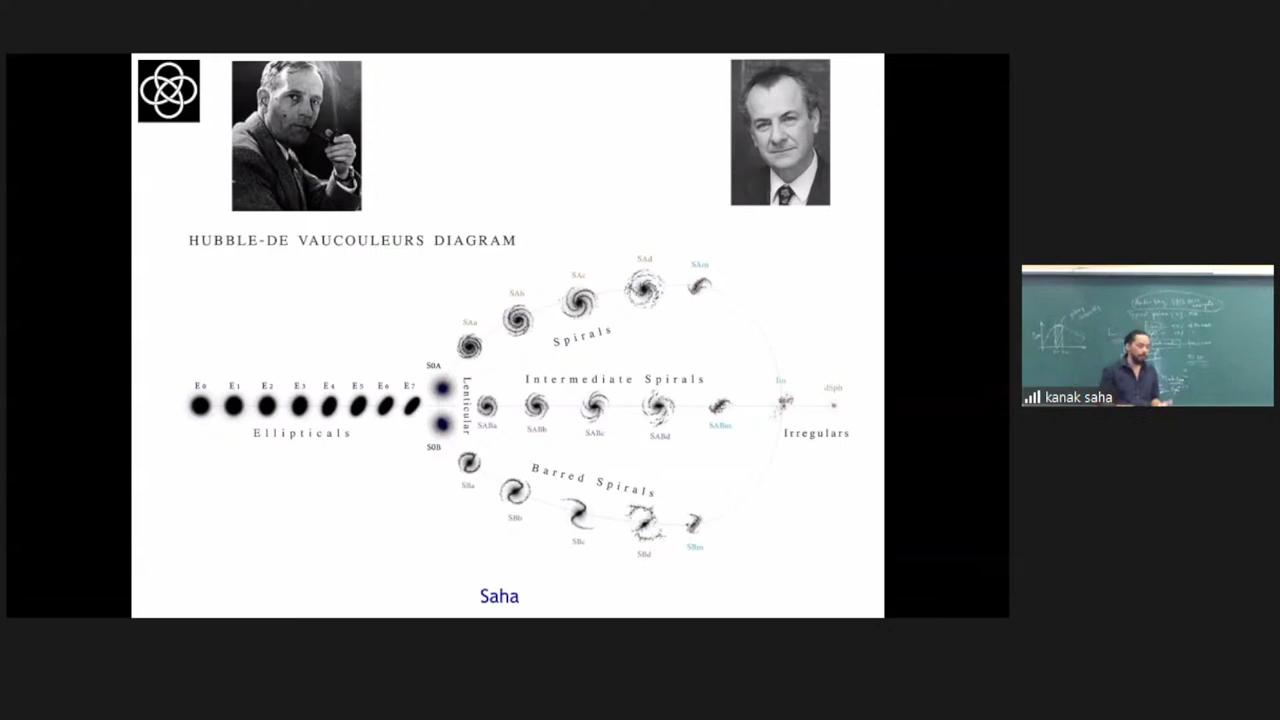 HUBBLE-DE VAUCOULEURS DIAGRAM
SAa
SAb
SAc
SAd
SAm
Spirals
E0 E1 E2 E3 E4 E5 E6 E7
Ellipticals
S0A
S0B
Lenticular
Intermediate Spirals
SABa
SABb
SABc
SABd
SABm
Im
dSph
Irregulars
Barred Spirals
SBa
SBb
SBc
SBd
SBm
Saha
kanak saha